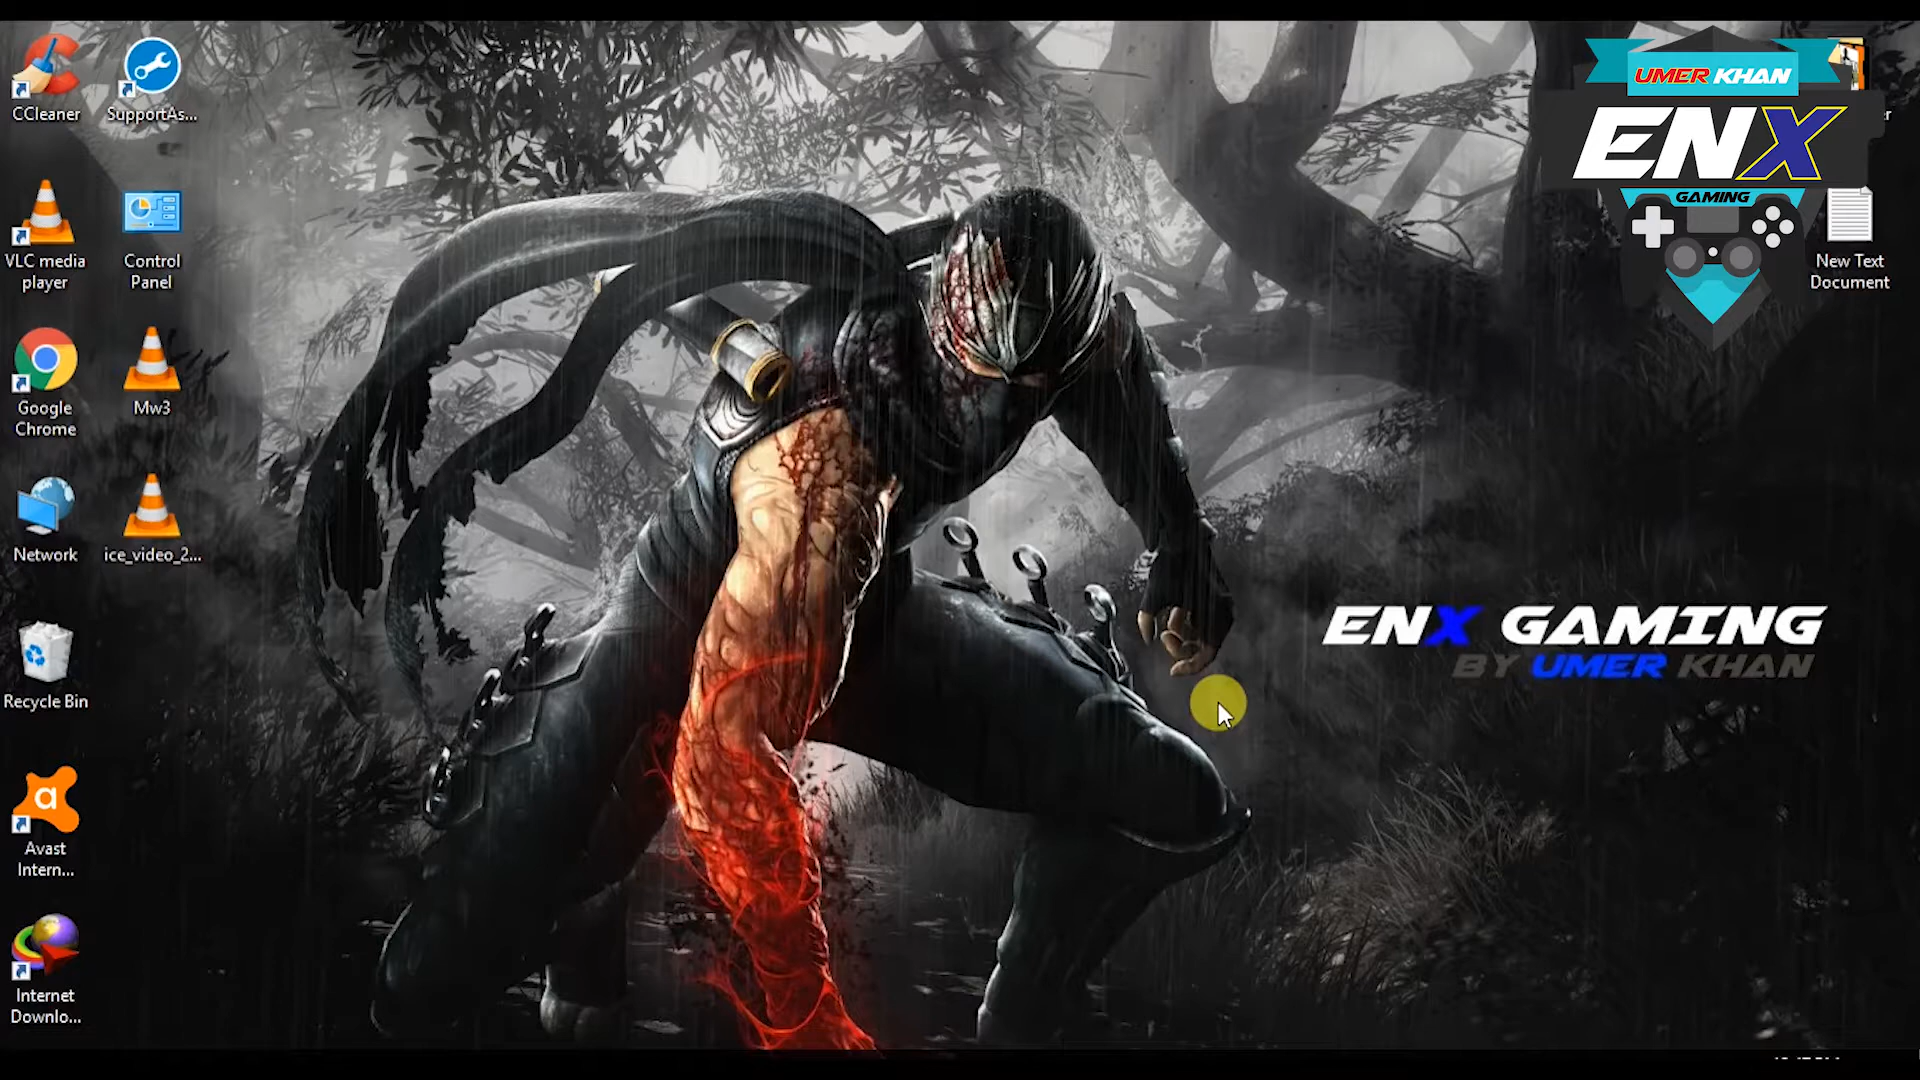 CCleaner
SupportAs...
UMER KHAN
ENX
GAMING
VLC media
player
Control
Panel
New Text
Document
Google
Chrome
Mw3
Network
ice_video_2...
ENX GAMING
BY UMER KHAN
Recycle Bin
a
Avast
Intern...
Internet
Downlo...